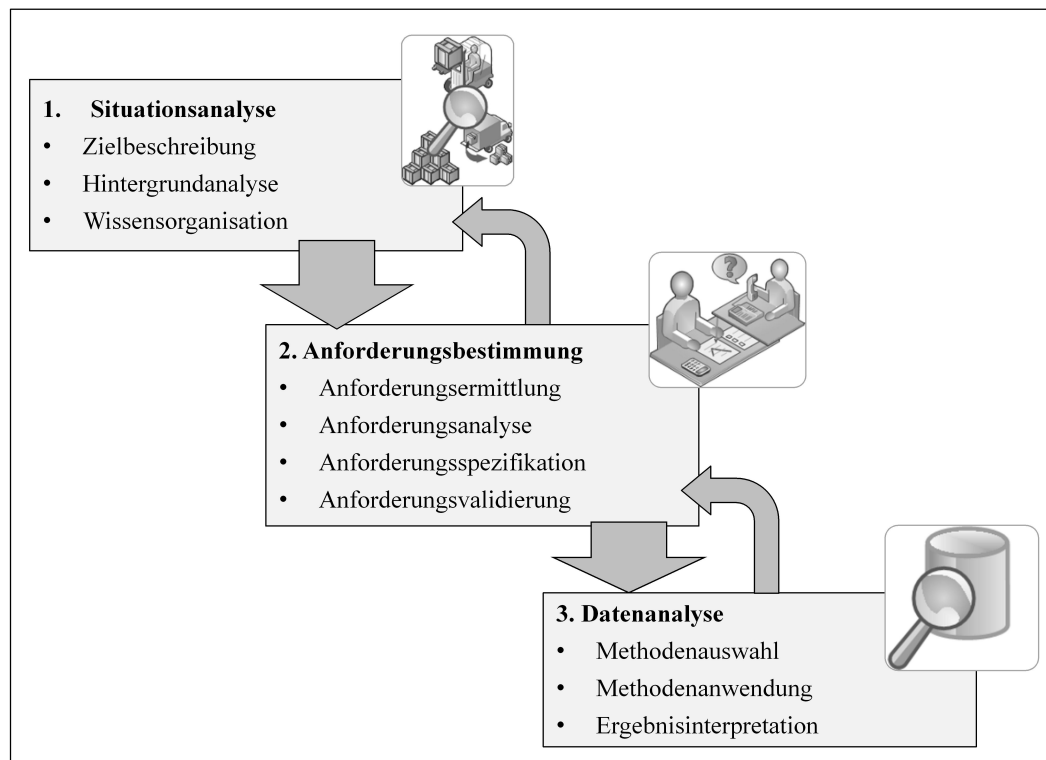 1. Situationsanalyse
• Zielbeschreibung
• Hintergrundanalyse
• Wissensorganisation
?
2. Anforderungsbestimmung
• Anforderungsermittlung
• Anforderungsanalyse
• Anforderungsspezifikation
• Anforderungsvalidierung
3. Datenanalyse
• Methodenauswahl
• Methodenanwendung
• Ergebnisinterpretation